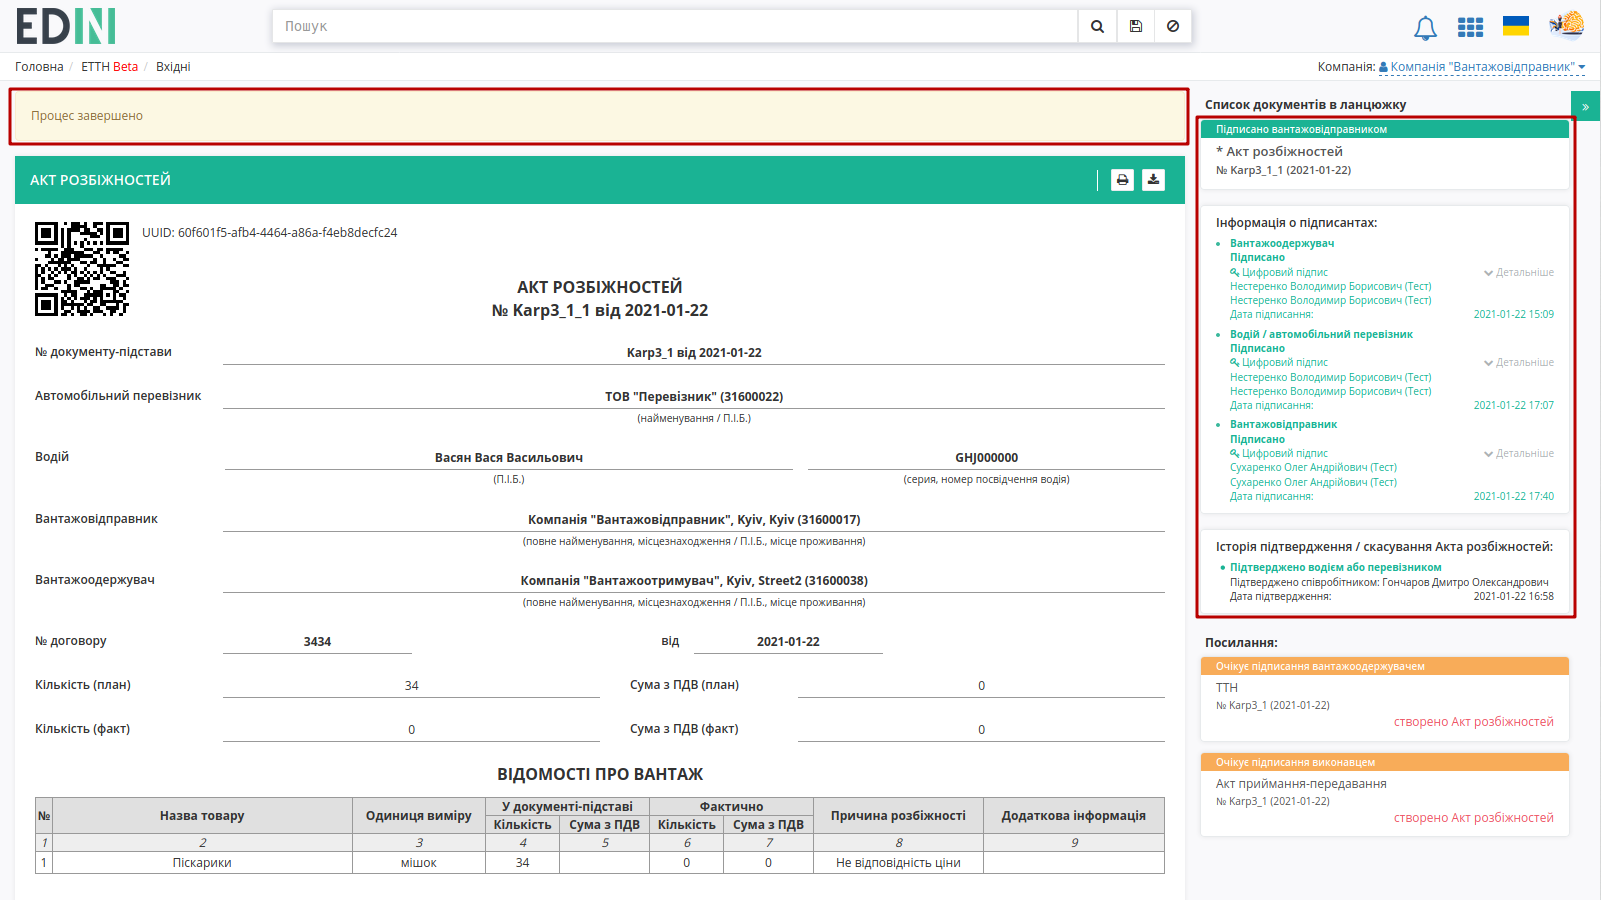 EDIN
Пошук
Головна / ЕТТН Beta / Вхідні
Компанія: Компанія "Вантажовідправник"
Процес завершено
АКТ РОЗБІЖНОСТЕЙ
UUID: 60f601f5-afb4-4464-a86a-f4eb8decfc24
АКТ РОЗБІЖНОСТЕЙ
№ Karp3_1_1 від 2021-01-22
№ документу-підстави
Karp3_1 від 2021-01-22
Автомобільний перевізник
ТОВ "Перевізник" (31600022)
(найменування / П.І.Б.)
Водій
Васян Вася Васильович
GHJ000000
(П.І.Б.)
(серия, номер посвідчення водія)
Вантажовідправник
Компанія "Вантажовідправник", Kyiv, Kyiv (31600017)
(повне найменування, місцезнаходження / П.І.Б., місце проживання)
Вантажоодержувач
Компанія "Вантажоотримувач", Kyiv, Street2 (31600038)
(повне найменування, місцезнаходження / П.І.Б., місце проживання)
№ договору
3434
від
2021-01-22
Кількість (план)
34
Сума з ПДВ (план)
0
Кількість (факт)
0
Сума з ПДВ (факт)
0
ВІДОМОСТІ ПРО ВАНТАЖ
№ Назва товару Одиниця виміру У документі-підставі Фактично Причина розбіжності Додаткова інформація
Кількість Сума з ПДВ Кількість Сума з ПДВ
1 2 3 4 5 6 7 8 9
1 Піскарики мішок 34 0 0 Не відповідність ціни
Список документів в ланцюжку
»
Підписано вантажовідправником
* Акт розбіжностей
№ Karp3_1_1 (2021-01-22)
Інформація о підписантах:
Вантажоодержувач
Підписано
Цифровий підпис Детальніше
Нестеренко Володимир Борисович (Тест)
Нестеренко Володимир Борисович (Тест)
Дата підписання: 2021-01-22 15:09
Водій / автомобільний перевізник
Підписано
Цифровий підпис Детальніше
Нестеренко Володимир Борисович (Тест)
Нестеренко Володимир Борисович (Тест)
Дата підписання: 2021-01-22 17:07
Вантажовідправник
Підписано
Цифровий підпис Детальніше
Сухаренко Олег Андрійович (Тест)
Сухаренко Олег Андрійович (Тест)
Дата підписання: 2021-01-22 17:40
Історія підтвердження / скасування Акта розбіжностей:
Підтверджено водієм або перевізником
Підтверджено співробітником: Гончаров Дмитро Олександрович
Дата підтвердження: 2021-01-22 16:58
Посилання:
Очікує підписання вантажоодержувачем
ТТН
№ Karp3_1 (2021-01-22)
створено Акт розбіжностей
Очікує підписання виконавцем
Акт приймання-передавання
№ Karp3_1 (2021-01-22)
створено Акт розбіжностей